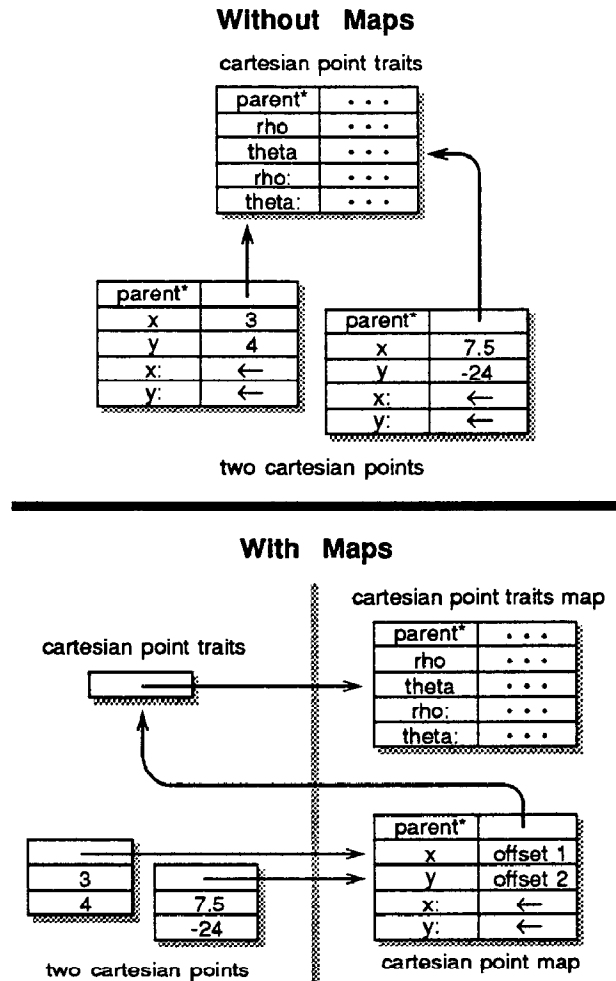 Without Maps
cartesian point traits
parent* • • •
rho • • •
theta • • •
rho: • • •
theta: • • •
parent*
x 3
y 4
x: ←
y: ←
parent*
x 7.5
y -24
x: ←
y: ←
two cartesian points
With Maps
cartesian point traits map
parent* • • •
rho • • •
theta • • •
rho: • • •
theta: • • •
cartesian point traits
parent*
x offset 1
y offset 2
x: ←
y: ←
3
4
7.5
-24
two cartesian points
cartesian point map